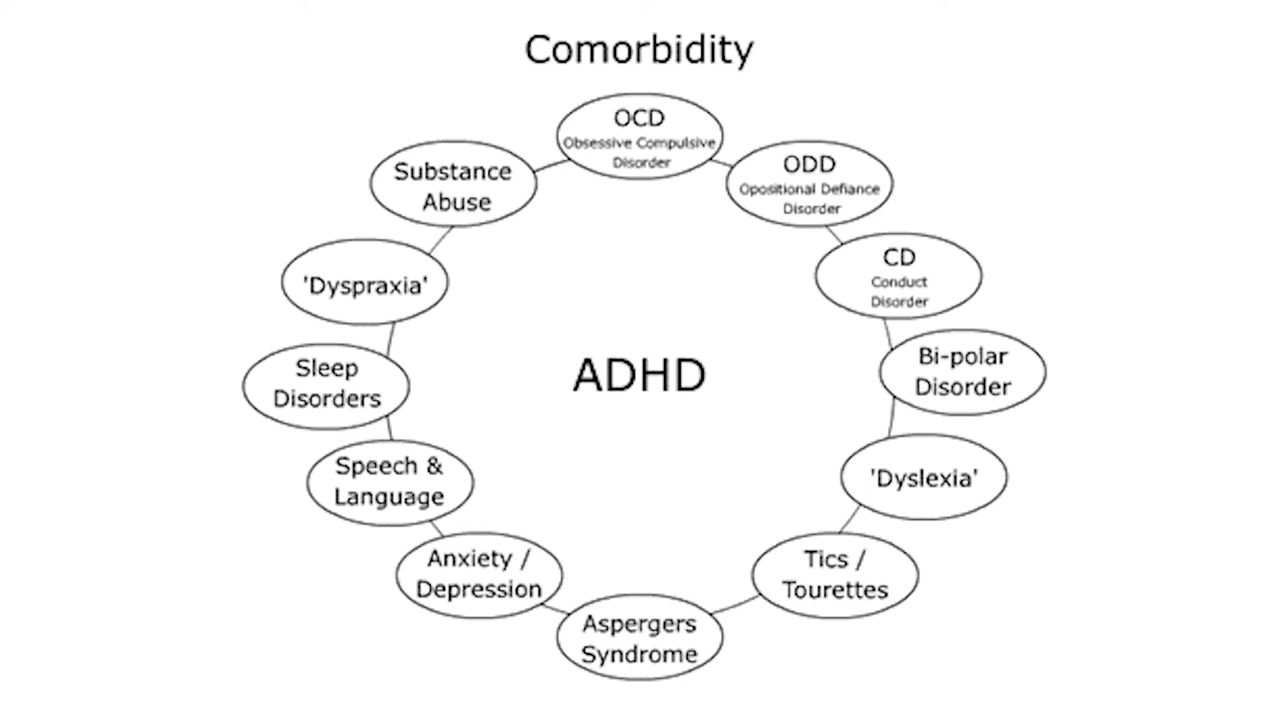 Comorbidity
OCD
Obsessive Compulsive
Disorder
ODD
Opositional Defiance
Disorder
CD
Conduct
Disorder
Bi-polar
Disorder
'Dyslexia'
Tics /
Tourettes
Aspergers
Syndrome
Anxiety /
Depression
Speech &
Language
Sleep
Disorders
'Dyspraxia'
Substance
Abuse
ADHD